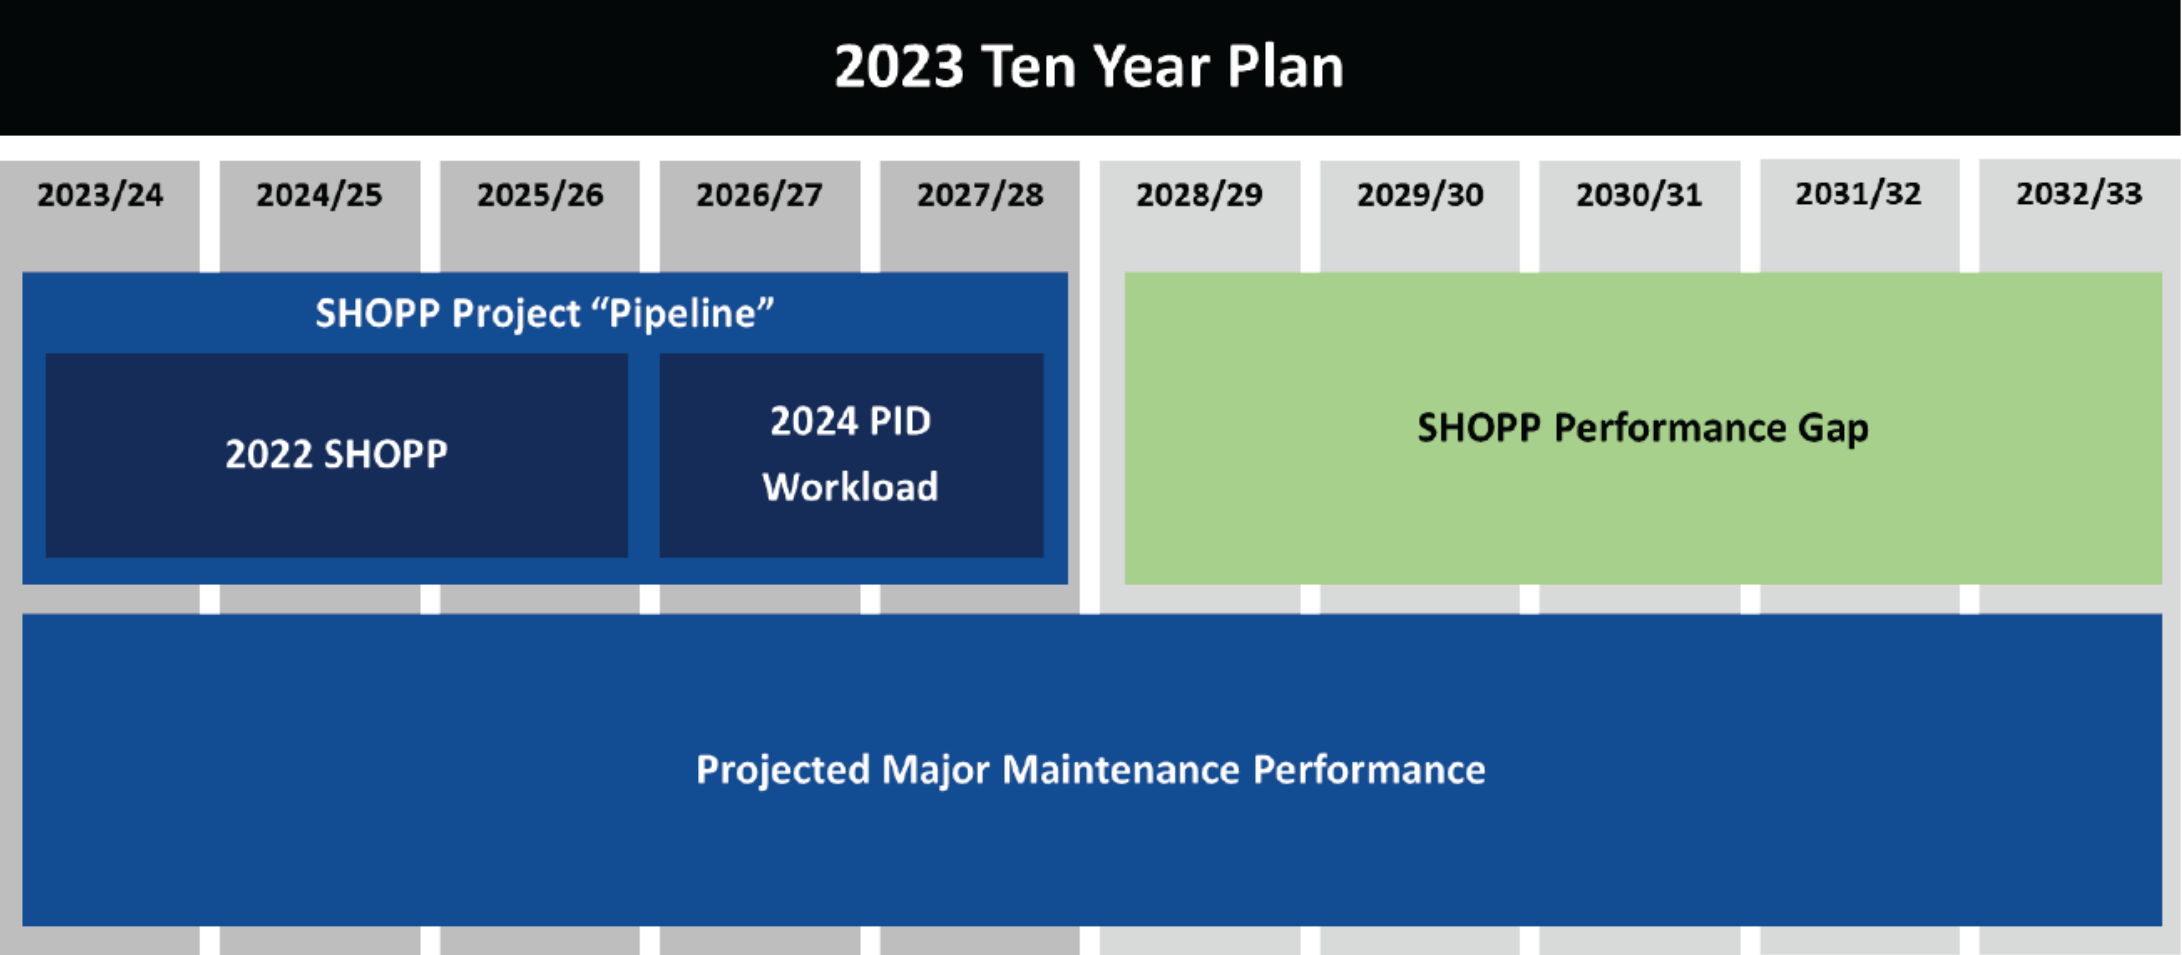 2023 Ten Year Plan
2023/24 2024/25 2025/26 2026/27 2027/28 2028/29 2029/30 2030/31 2031/32 2032/33
SHOPP Project “Pipeline”
2022 SHOPP
2024 PID
Workload
SHOPP Performance Gap
Projected Major Maintenance Performance